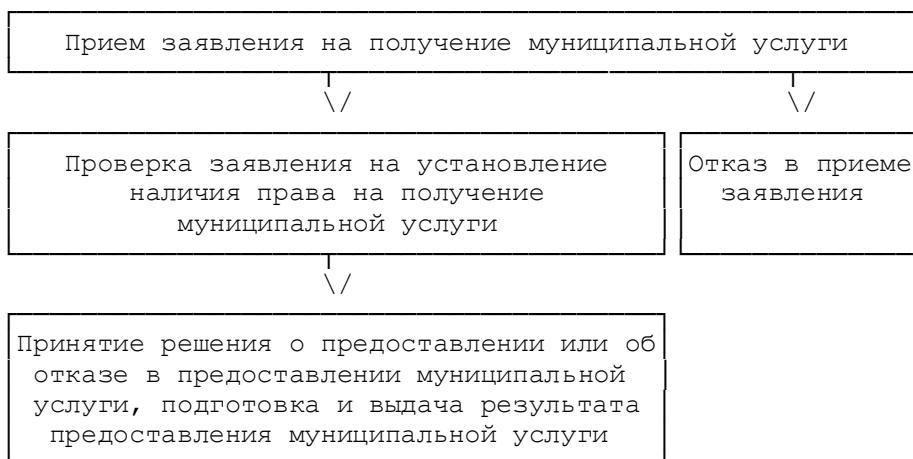 Прием заявления на получение муниципальной услуги
Проверка заявления на установление
наличия права на получение
муниципальной услуги
Отказ в приеме
заявления
Принятие решения о предоставлении или об
отказе в предоставлении муниципальной
услуги, подготовка и выдача результата
предоставления муниципальной услуги